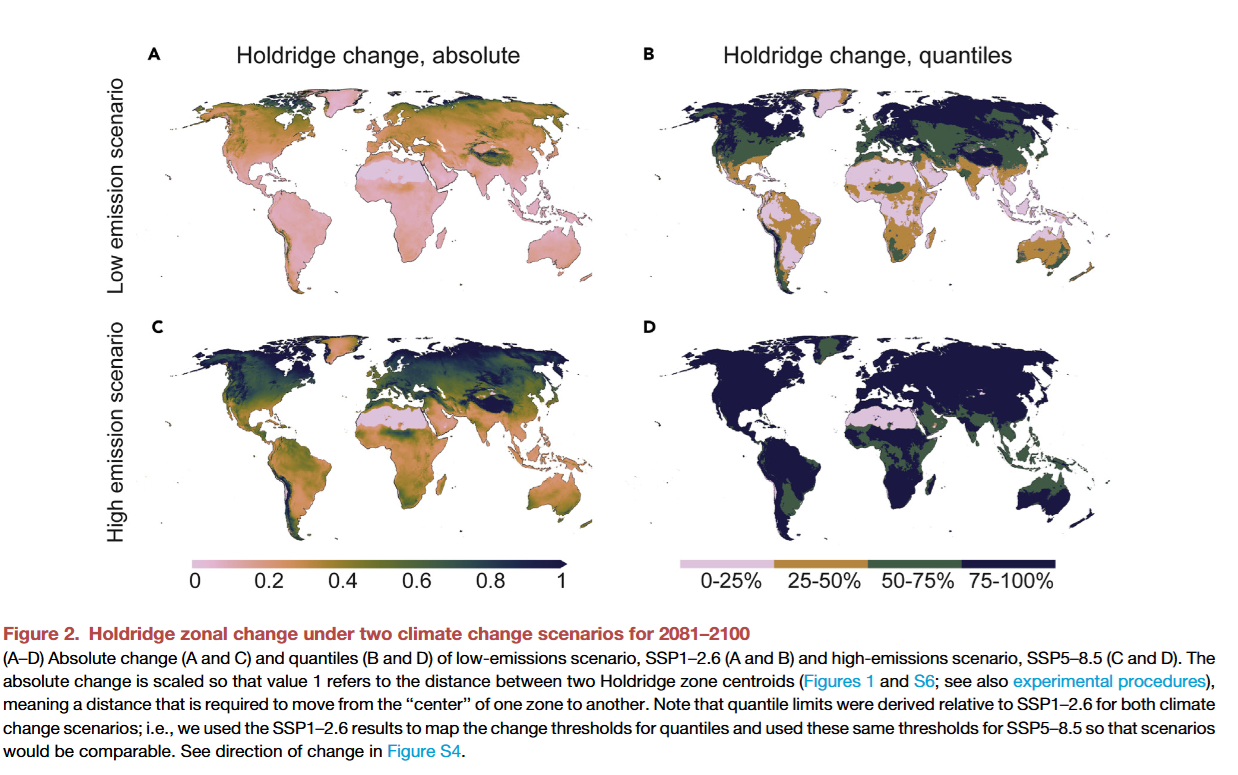 A
Holdridge change, absolute
B
Holdridge change, quantiles
Low emission scenario
C
D
High emission scenario
0 0.2 0.4 0.6 0.8 1
0-25% 25-50% 50-75% 75-100%
Figure 2. Holdridge zonal change under two climate change scenarios for 2081–2100
(A–D) Absolute change (A and C) and quantiles (B and D) of low-emissions scenario, SSP1–2.6 (A and B) and high-emissions scenario, SSP5–8.5 (C and D). The
absolute change is scaled so that value 1 refers to the distance between two Holdridge zone centroids (Figures 1 and S6; see also experimental procedures),
meaning a distance that is required to move from the “center” of one zone to another. Note that quantile limits were derived relative to SSP1–2.6 for both climate
change scenarios; i.e., we used the SSP1–2.6 results to map the change thresholds for quantiles and used these same thresholds for SSP5–8.5 so that scenarios
would be comparable. See direction of change in Figure S4.